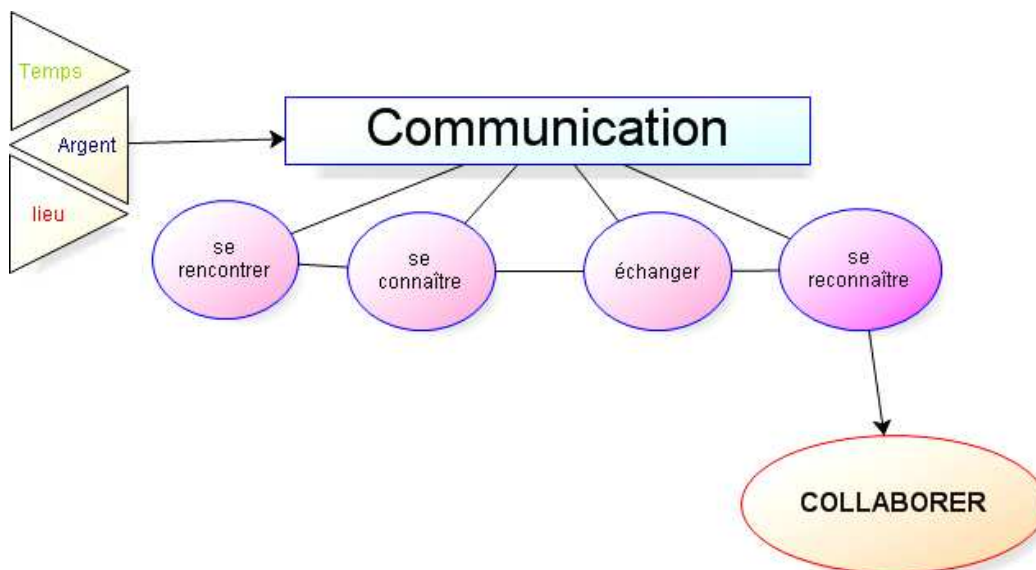 Temps
Argent
lieu
Communication
se
rencontrer
se
connaître
échanger
se
reconnaître
COLLABORER